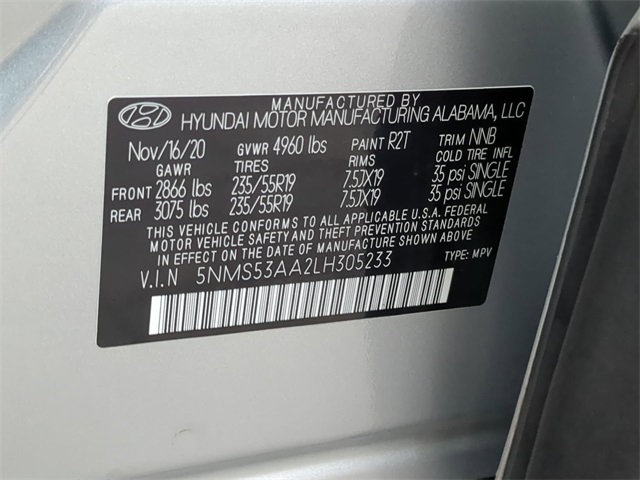 MANUFACTURED BY
HYUNDAI MOTOR MANUFACTURING ALABAMA, LLC
Nov/16/20 GVWR 4960 lbs PAINT R2T TRIM NNB
GAWR TIRES RIMS COLD TIRE INFL
FRONT 2866 lbs 235/55R19 7.5JX19 35 psi SINGLE
REAR 3075 lbs 235/55R19 7.5JX19 35 psi SINGLE
THIS VEHICLE CONFORMS TO ALL APPLICABLE U.S.A. FEDERAL
MOTOR VEHICLE SAFETY AND THEFT PREVENTION STANDARDS
IN EFFECT ON THE DATE OF MANUFACTURE SHOWN ABOVE.
V.I.N 5NMS53AA2LH305233 TYPE: MPV